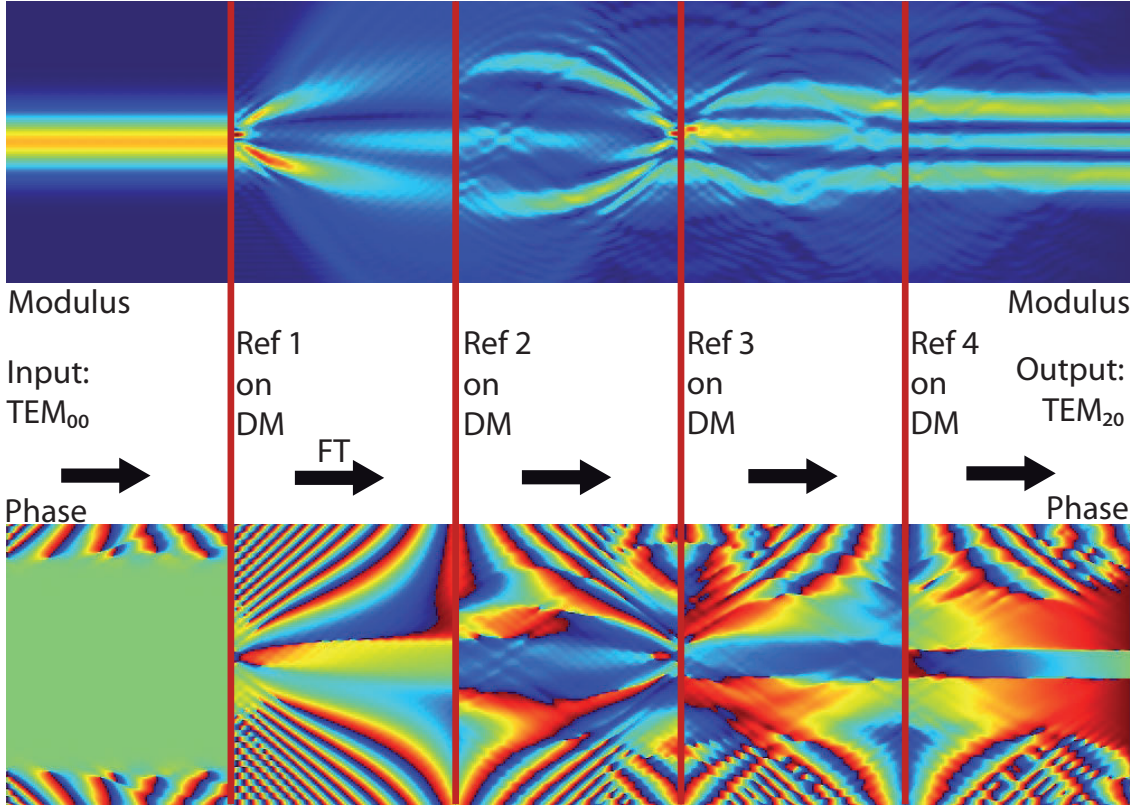 Modulus
Modulus
Input:
TEM₀₀
Ref 1
on
DM
Ref 2
on
DM
Ref 3
on
DM
Ref 4
on
DM
Output:
TEM₂₀
FT
Phase
Phase